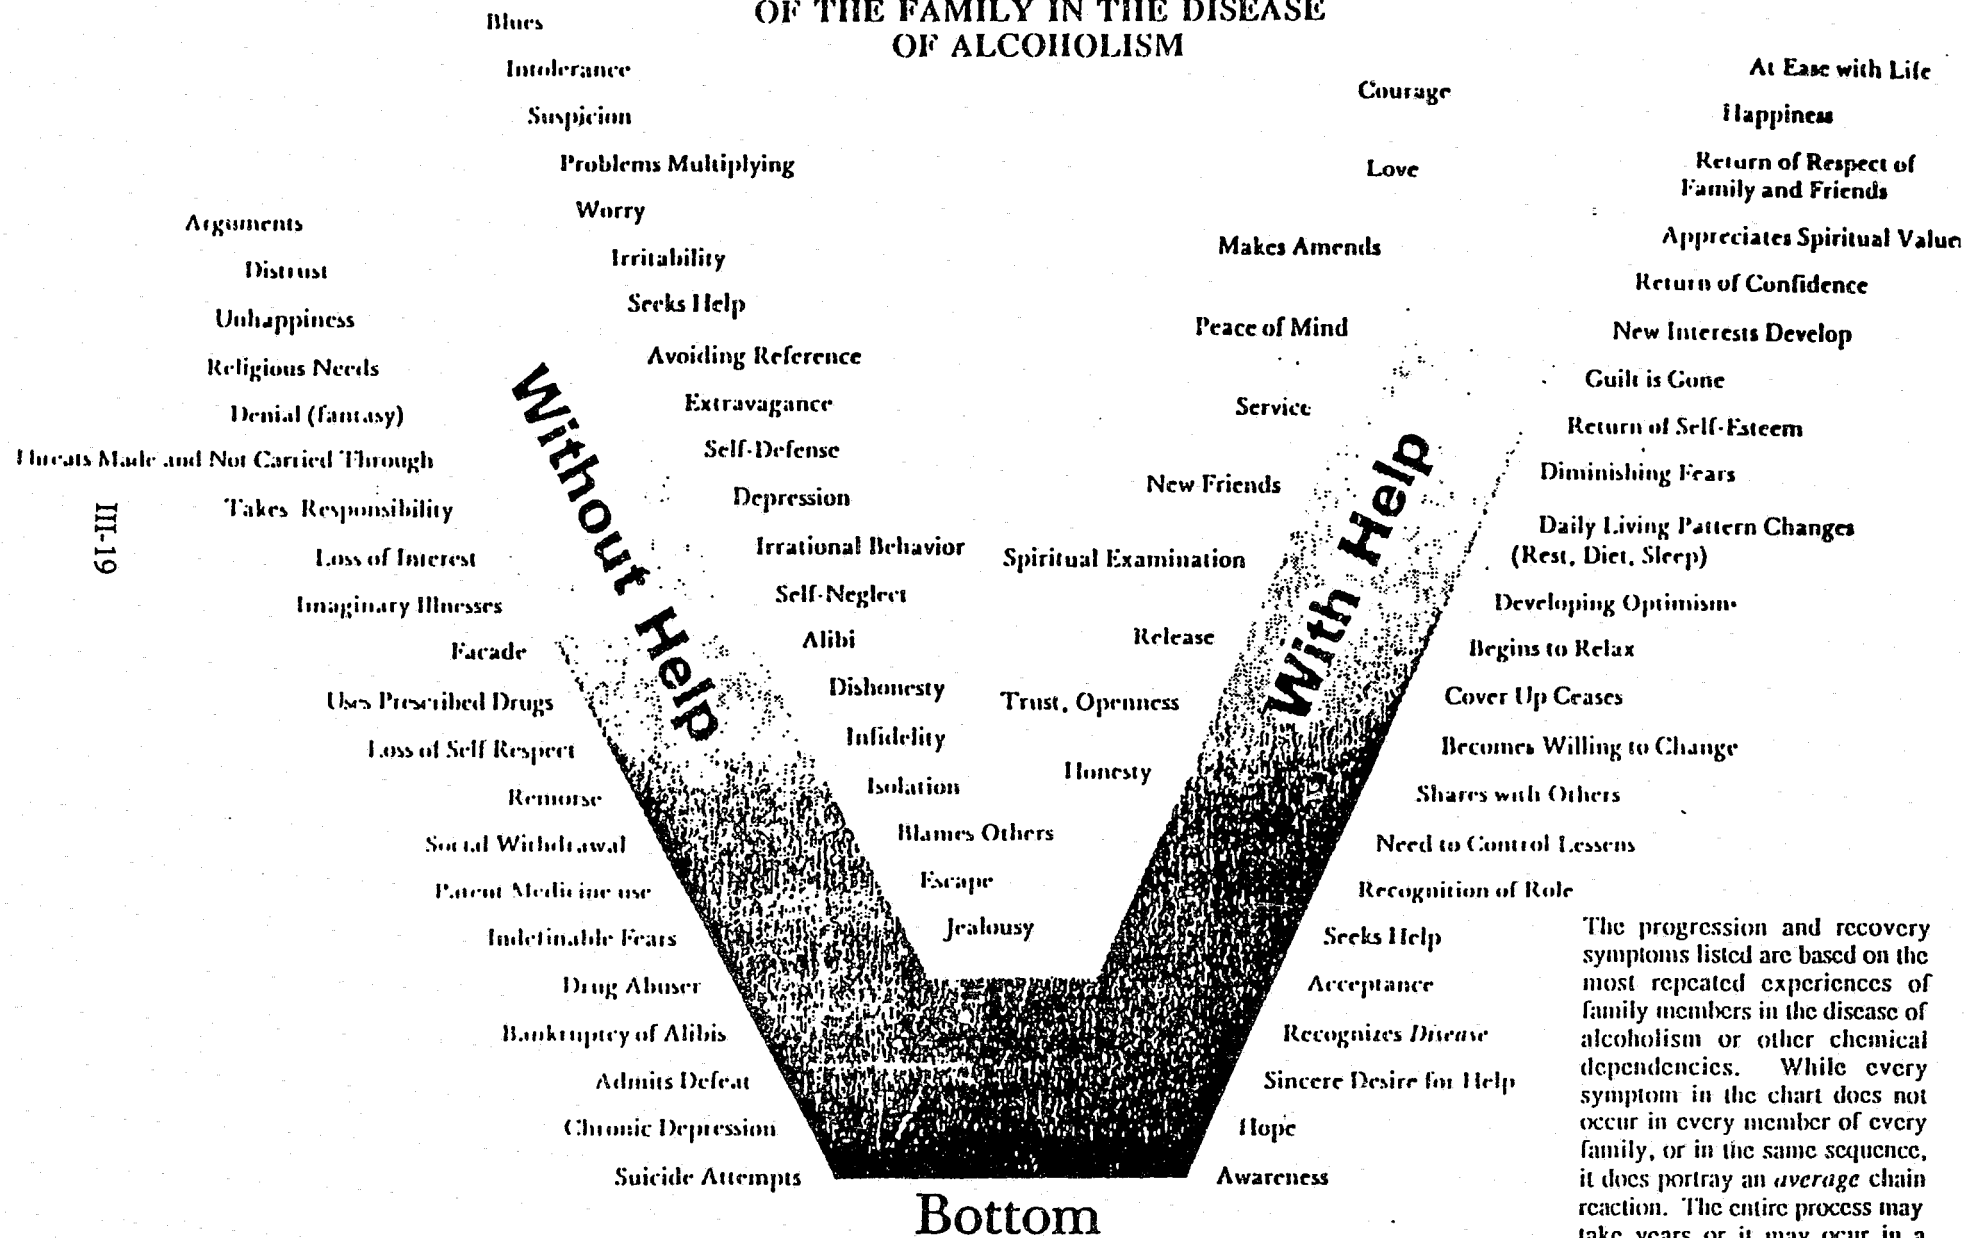 OF THE FAMILY IN THE DISEASE
OF ALCOHOLISM
Blues
Intolerance
Suspicion
Problems Multiplying
Worry
Irritability
Seeks Help
Avoiding Reference
Extravagance
Self-Defense
Depression
Irrational Behavior
Self-Neglect
Alibi
Dishonesty
Infidelity
Isolation
Blames Others
Escape
Jealousy
Arguments
Distrust
Unhappiness
Religious Needs
Denial (fantasy)
Threats Made and Not Carried Through
Takes Responsibility
Loss of Interest
Imaginary Illnesses
Facade
Uses Prescribed Drugs
Loss of Self Respect
Remorse
Social Withdrawal
Patent Medicine use
Indefinable Fears
Drug Abuser
Bankruptcy of Alibis
Admits Defeat
Chronic Depression
Suicide Attempts
III-19
Without Help
With Help
Bottom
Courage
Love
Makes Amends
Peace of Mind
Service
New Friends
Spiritual Examination
Release
Trust, Openness
Honesty
At Ease with Life
Happiness
Return of Respect of
Family and Friends
Appreciates Spiritual Value
Return of Confidence
New Interests Develop
Guilt is Gone
Return of Self-Esteem
Diminishing Fears
Daily Living Pattern Changes
(Rest, Diet, Sleep)
Developing Optimism
Begins to Relax
Cover Up Ceases
Becomes Willing to Change
Shares with Others
Need to Control Lessens
Recognition of Role
Seeks Help
Acceptance
Recognizes Disease
Sincere Desire for Help
Hope
Awareness
The progression and recovery
symptoms listed are based on the
most repeated experiences of
family members in the disease of
alcoholism or other chemical
dependencies. While every
symptom in the chart does not
occur in every member of every
family, or in the same sequence,
it does portray an average chain
reaction. The entire process may
take years or it may ocur in a